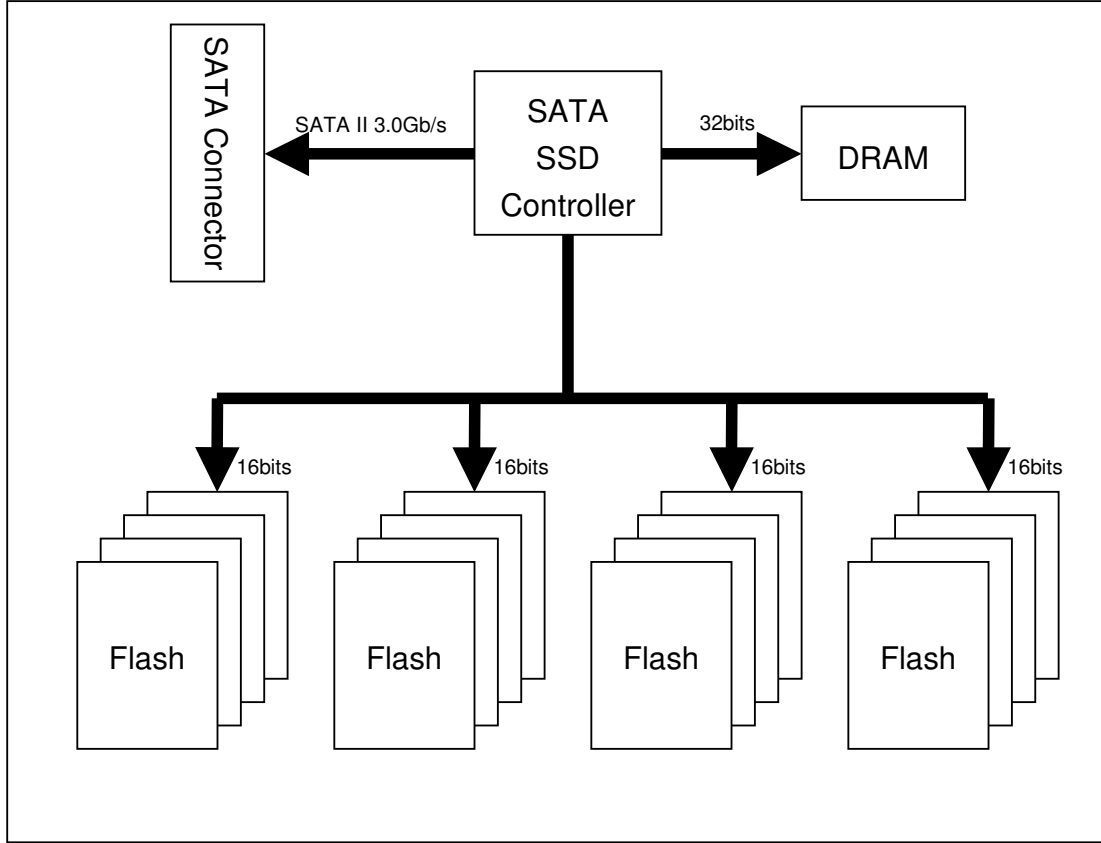 SATA Connector
SATA II 3.0Gb/s
SATA
SSD
Controller
32bits
DRAM
16bits
16bits
16bits
16bits
Flash
Flash
Flash
Flash